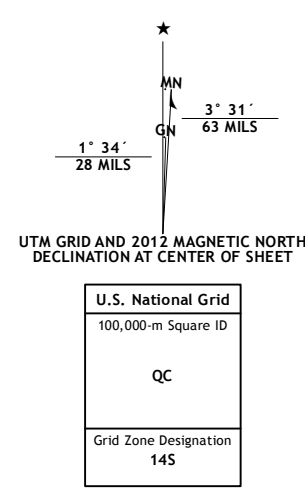 ★
MN
3° 31´
63 MILS
GN
1° 34´
28 MILS
UTM GRID AND 2012 MAGNETIC NORTH
DECLINATION AT CENTER OF SHEET
U.S. National Grid
100,000-m Square ID
QC
Grid Zone Designation
14S